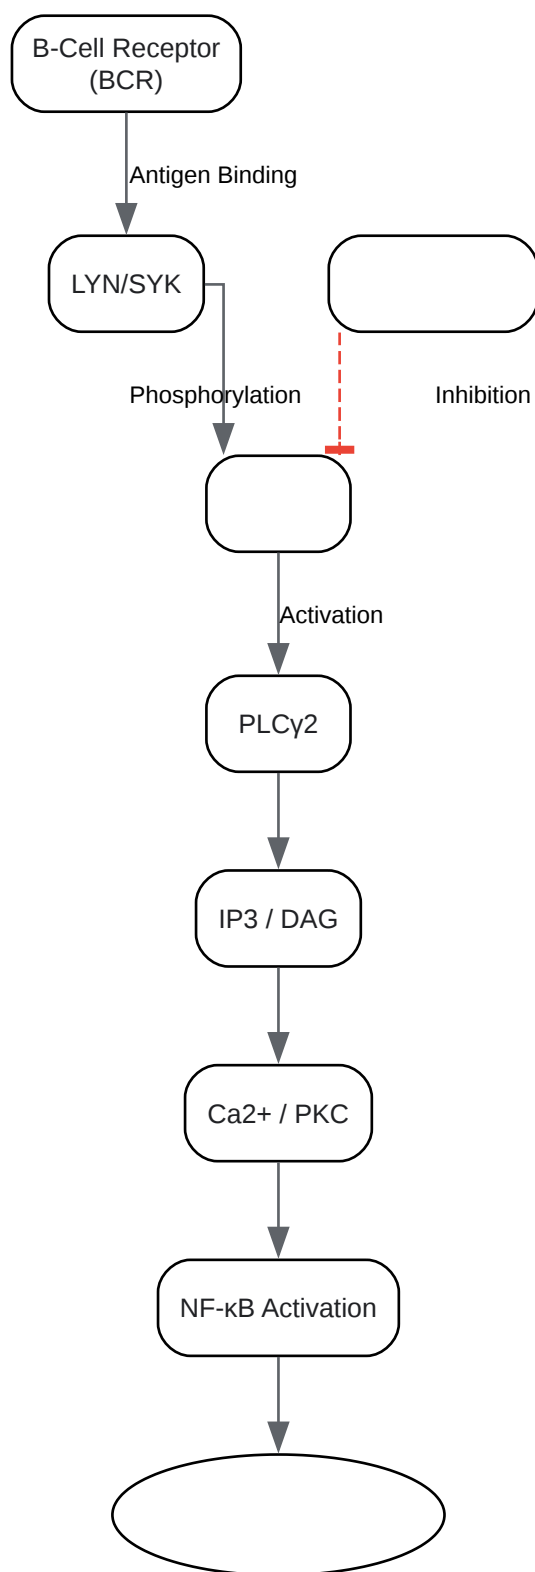 B-Cell Receptor
(BCR)
Antigen Binding
LYN/SYK
Phosphorylation
Inhibition
Activation
PLCγ2
IP3 / DAG
Ca2+ / PKC
NF-κB Activation